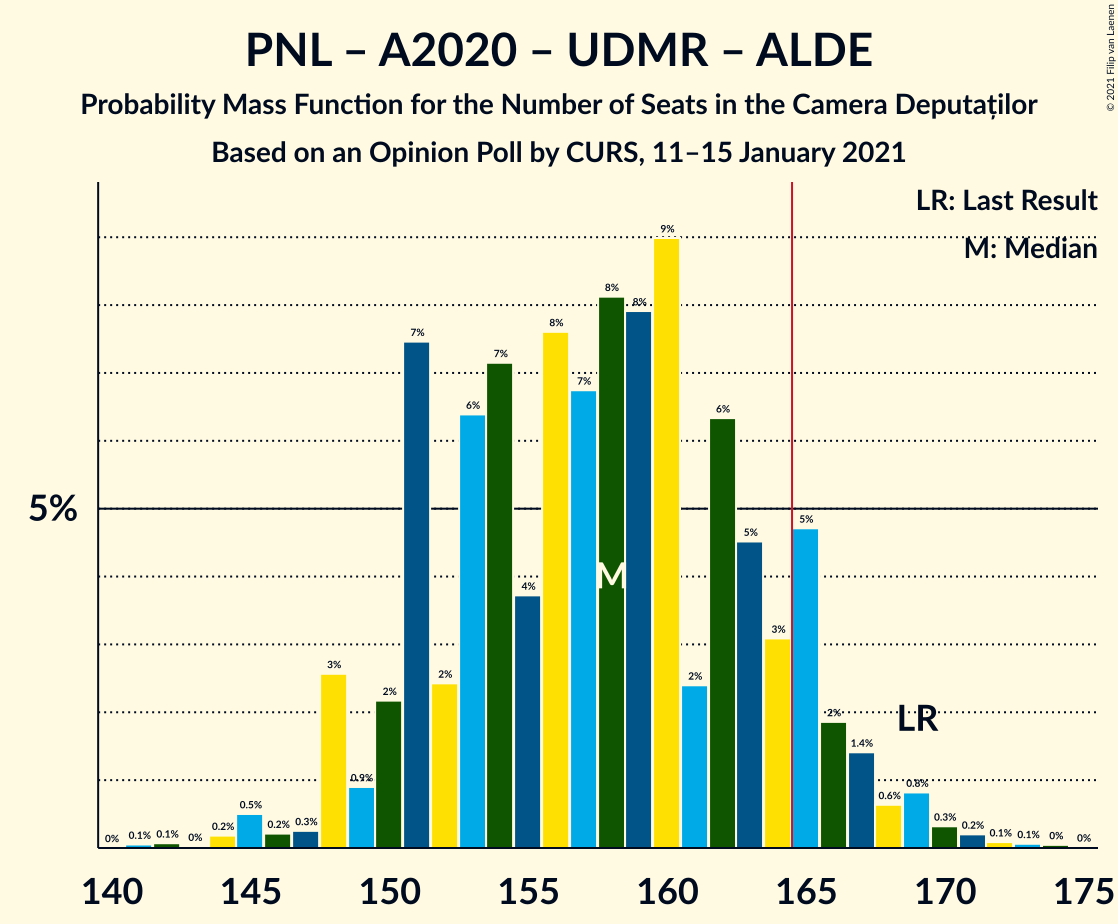 PNL – A2020 – UDMR – ALDE
Probability Mass Function for the Number of Seats in the Camera Deputaților
Based on an Opinion Poll by CURS, 11–15 January 2021
© 2021 Filip van Laenen
LR: Last Result
M: Median
5%
0% 0.1% 0.1% 0% 0.2% 0.5% 0.2% 0.3% 3% 0.9% 2% 7% 2% 6% 7% 4% 8% 7% 8% 8% 9% 2% 6% 5% 3% 5% 2% 1.4% 0.6% 0.8% 0.3% 0.2% 0.1% 0.1% 0% 0%
M
LR
140 145 150 155 160 165 170 175